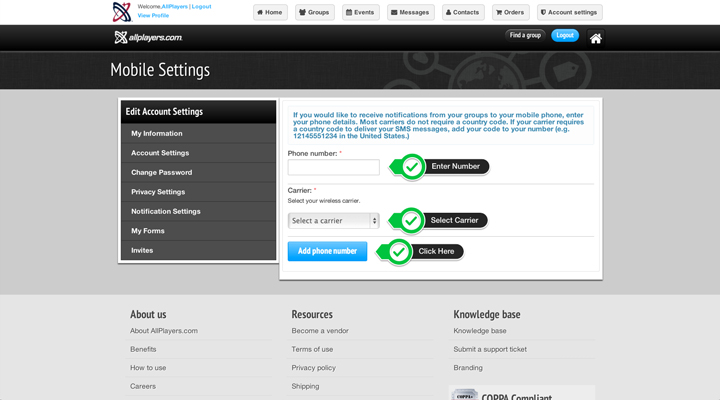 Welcome,AllPlayers | Logout
View Profile
Home
Groups
Events
Messages
Contacts
Orders
Account settings
allplayers.com
Find a group
Logout
Mobile Settings
Edit Account Settings
My Information
Account Settings
Change Password
Privacy Settings
Notification Settings
My Forms
Invites
If you would like to receive notifications from your groups to your mobile phone, enter
your phone details. Most carriers do not require a country code. If your carrier requires
a country code to deliver your SMS messages, add your code to your number (e.g.
12145551234 in the United States.)
Phone number: *
Enter Number
Carrier: *
Select your wireless carrier.
Select a carrier
Select Carrier
Add phone number
Click Here
About us
About AllPlayers.com
Benefits
How to use
Careers
Resources
Become a vendor
Terms of use
Privacy policy
Shipping
Knowledge base
Knowledge base
Submit a support ticket
Branding
COPPA
COPPA Compliant